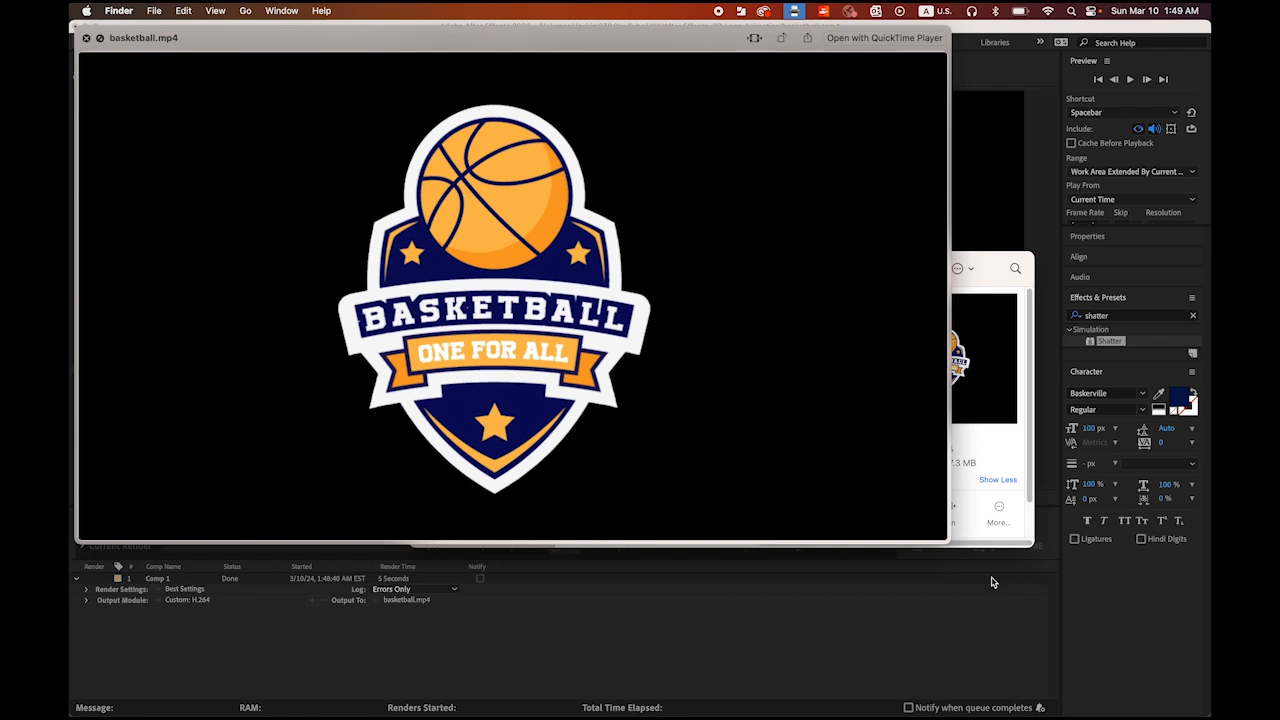 Finder File Edit View Go Window Help
U.S. Sun Mar 10 1:49 AM
basketball.mp4
Open with QuickTime Player
BASKETBALL
ONE FOR ALL
Libraries
Search Help
Preview
Shortcut
Spacebar
Include:
Cache Before Playback
Range
Work Area Extended By Current ...
Play From
Current Time
Frame Rate Skip Resolution
Properties
Align
Audio
Effects & Presets
shatter
Simulation
Shatter
Character
Baskerville
Regular
100 px Auto
Metrics 0
- px
100 % 100 %
0 px 0 %
Ligatures Hindi Digits
7.3 MB
Show Less
More...
Current Render
Render # Comp Name Status Started Render Time Notify
1 Comp 1 Done 3/10/24, 1:48:40 AM EST 5 Seconds
Render Settings: Best Settings Log: Errors Only
Output Module: Custom: H.264 Output To: basketball.mp4
Message: RAM: Renders Started: Total Time Elapsed: Notify when queue completes